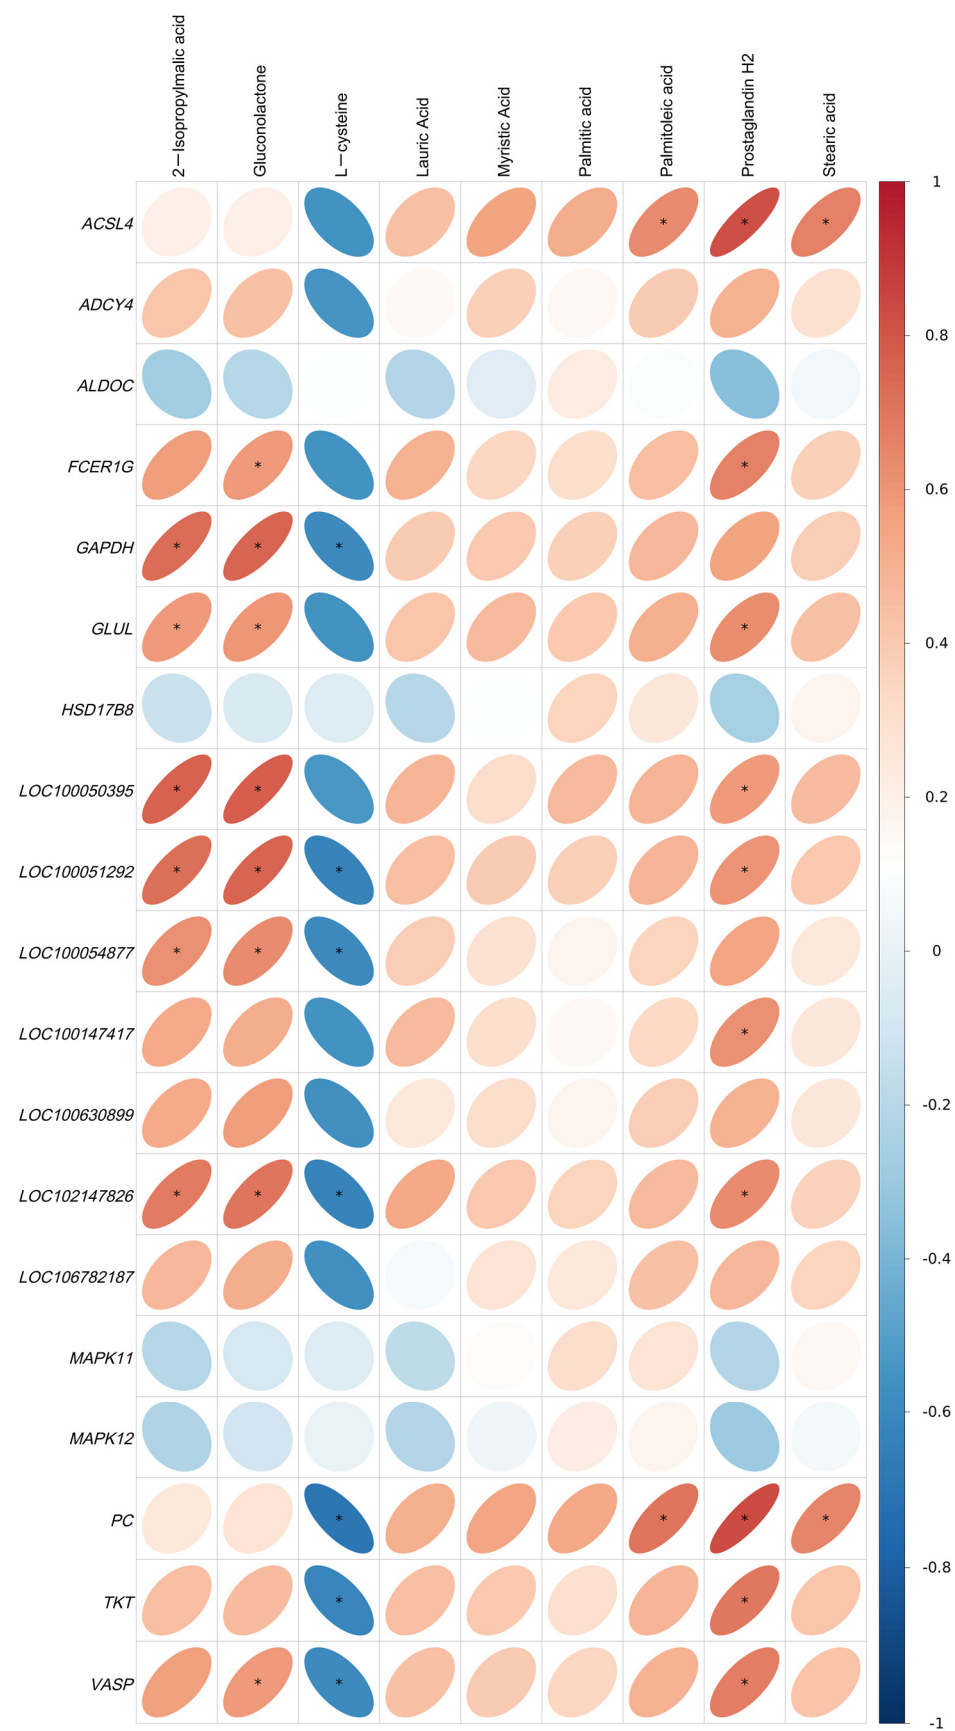 2−Isopropylmalic acid
Gluconolactone
L−cysteine
Lauric Acid
Myristic Acid
Palmitic acid
Palmitoleic acid
Prostaglandin H2
Stearic acid
ACSL4 * * *
ADCY4
ALDOC
FCER1G * *
GAPDH * * *
GLUL * * *
HSD17B8
LOC100050395 * * *
LOC100051292 * * * *
LOC100054877 * * *
LOC100147417 *
LOC100630899
LOC102147826 * * * *
LOC106782187
MAPK11
MAPK12
PC * * * *
TKT * *
VASP * * *
1
0.8
0.6
0.4
0.2
0
-0.2
-0.4
-0.6
-0.8
-1